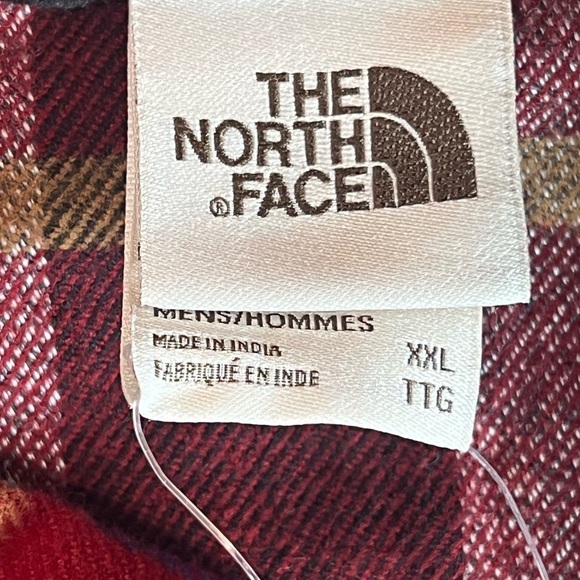 THE
NORTH
®FACE
MENS/HOMMES
MADE IN INDIA
FABRIQUÉ EN INDE
XXL
TTG